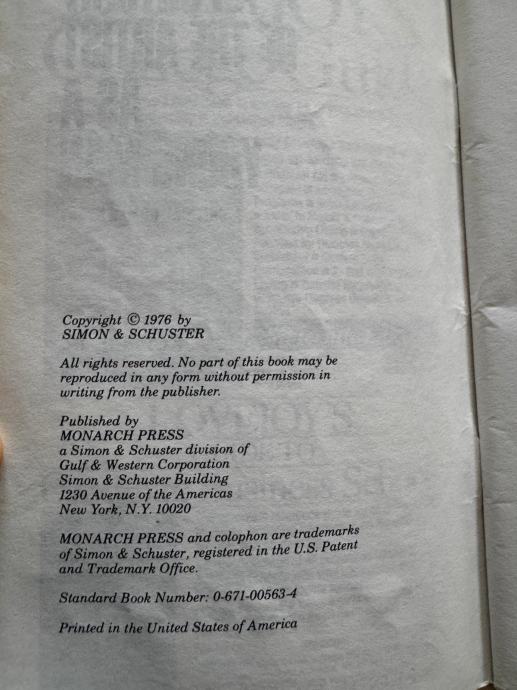 Copyright © 1976 by
SIMON & SCHUSTER
All rights reserved. No part of this book may be
reproduced in any form without permission in
writing from the publisher.
Published by
MONARCH PRESS
a Simon & Schuster division of
Gulf & Western Corporation
Simon & Schuster Building
1230 Avenue of the Americas
New York, N.Y. 10020
MONARCH PRESS and colophon are trademarks
of Simon & Schuster, registered in the U.S. Patent
and Trademark Office.
Standard Book Number: 0-671-00563-4
Printed in the United States of America